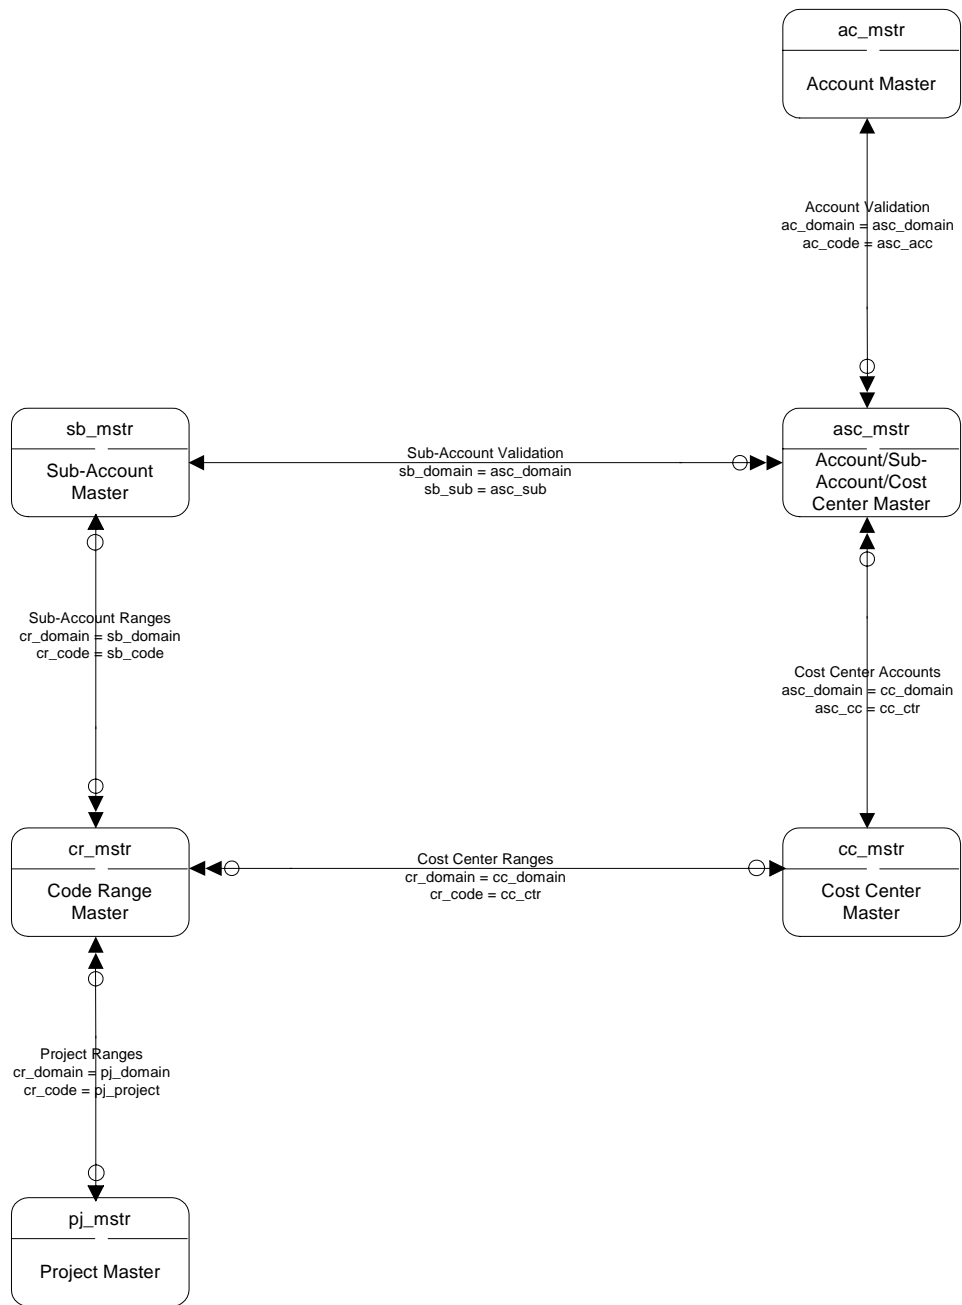 ac_mstr
Account Master
Account Validation
ac_domain = asc_domain
ac_code = asc_acc
sb_mstr
Sub-Account
Master
Sub-Account Validation
sb_domain = asc_domain
sb_sub = asc_sub
asc_mstr
Account/Sub-
Account/Cost
Center Master
Sub-Account Ranges
cr_domain = sb_domain
cr_code = sb_code
Cost Center Accounts
asc_domain = cc_domain
asc_cc = cc_ctr
cr_mstr
Code Range
Master
Cost Center Ranges
cr_domain = cc_domain
cr_code = cc_ctr
cc_mstr
Cost Center
Master
Project Ranges
cr_domain = pj_domain
cr_code = pj_project
pj_mstr
Project Master